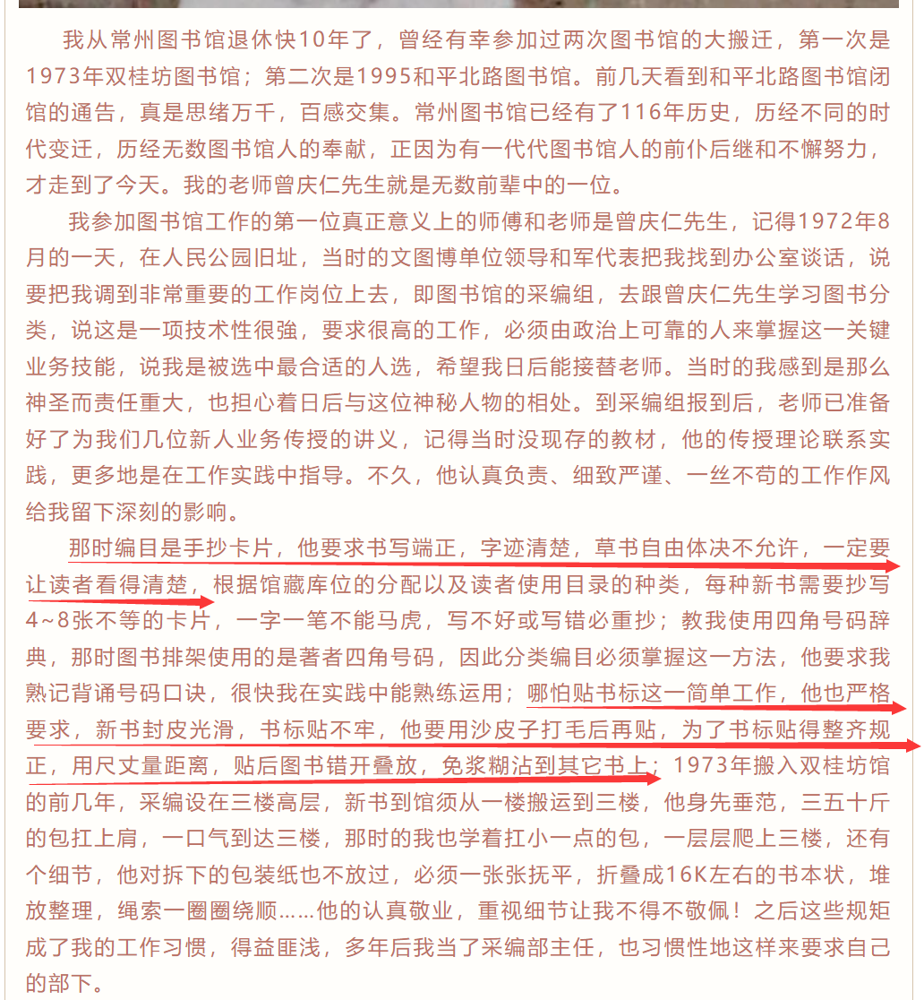 我从常州图书馆退休快10年了，曾经有幸参加过两次图书馆的大搬迁，第一次是
1973年双桂坊图书馆；第二次是1995和平北路图书馆。前几天看到和平北路图书馆闭
馆的通告，真是思绪万千，百感交集。常州图书馆已经有了116年历史，历经不同的时
代变迁，历经无数图书馆人的奉献，正因为有一代代图书馆人的前仆后继和不懈努力，
才走到了今天。我的老师曾庆仁先生就是无数前辈中的一位。
我参加图书馆工作的第一位真正意义上的师傅和老师是曾庆仁先生，记得1972年8
月的一天，在人民公园旧址，当时的文图博单位领导和军代表把我找到办公室谈话，说
要把我调到非常重要的工作岗位上去，即图书馆的采编组，去跟曾庆仁先生学习图书分
类，说这是一项技术性很強，要求很高的工作，必须由政治上可靠的人来掌握这一关键
业务技能，说我是被选中最合适的人选，希望我日后能接替老师。当时的我感到是那么
神圣而责任重大，也担心着日后与这位神秘人物的相处。到采编组报到后，老师已准备
好了为我们几位新人业务传授的讲义，记得当时没现存的教材，他的传授理论联系实
践，更多地是在工作实践中指导。不久，他认真负责、细致严谨、一丝不苟的工作作风
给我留下深刻的影响。
那时编目是手抄卡片，他要求书写端正，字迹清楚，草书自由体决不允许，一定要
让读者看得清楚，根据馆藏库位的分配以及读者使用目录的种类，每种新书需要抄写
4~8张不等的卡片，一字一笔不能马虎，写不好或写错必重抄；教我使用四角号码辞
典，那时图书排架使用的是著者四角号码，因此分类编目必须掌握这一方法，他要求我
熟记背诵号码口诀，很快我在实践中能熟练运用；哪怕贴书标这一简单工作，他也严格
要求，新书封皮光滑，书标贴不牢，他要用沙皮子打毛后再贴，为了书标贴得整齐规
正，用尺丈量距离，贴后图书错开叠放，免浆糊沾到其它书上；1973年搬入双桂坊馆
的前几年，采编设在三楼高层，新书到馆须从一楼搬运到三楼，他身先垂范，三五十斤
的包扛上肩，一口气到达三楼，那时的我也学着扛小一点的包，一层层爬上三楼，还有
个细节，他对拆下的包装纸也不放过，必须一张张抚平，折叠成16K左右的书本状，堆
放整理，绳索一圈圈绕顺……他的认真敬业，重视细节让我不得不敬佩！之后这些规矩
成了我的工作习惯，得益匪浅，多年后我当了采编部主任，也习惯性地这样来要求自己
的部下。